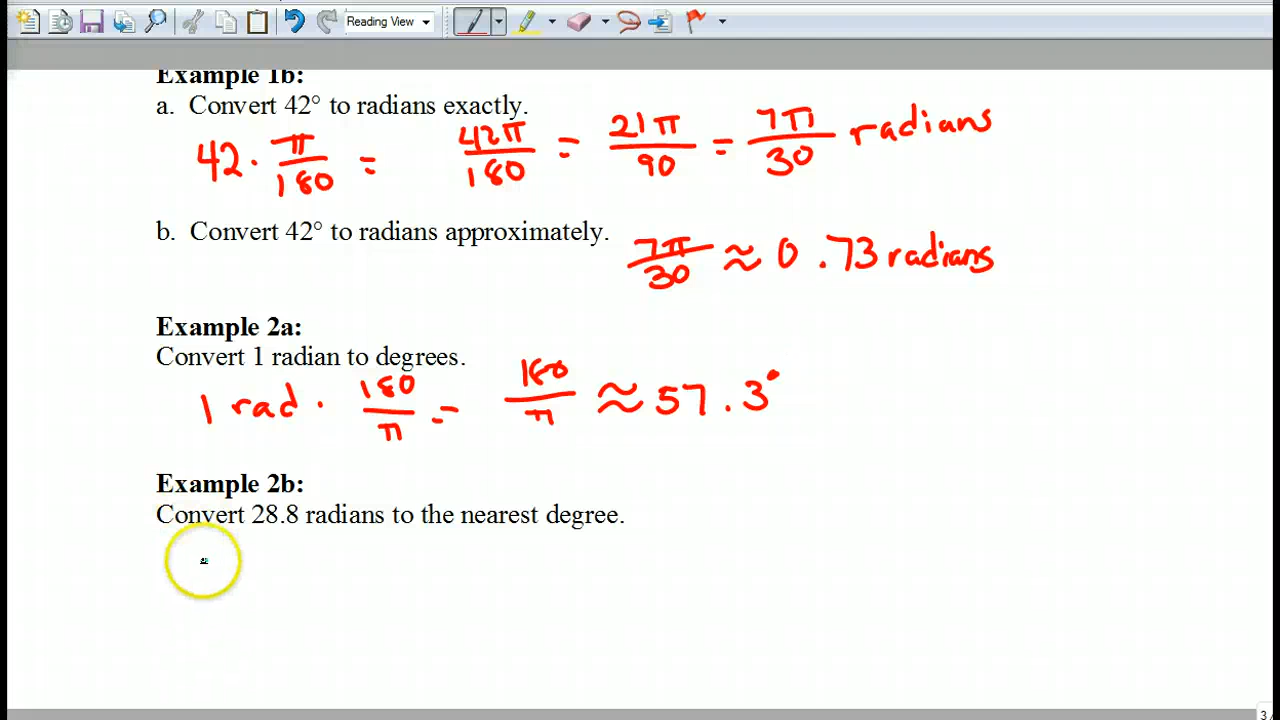 Reading View
Example 1b:
a. Convert 42° to radians exactly.
42 · π/180 = 42π/180 = 21π/90 = 7π/30 radians
b. Convert 42° to radians approximately.
7π/30 ≈ 0.73 radians
Example 2a:
Convert 1 radian to degrees.
1 rad · 180/π = 180/π ≈ 57.3°
Example 2b:
Convert 28.8 radians to the nearest degree.
3